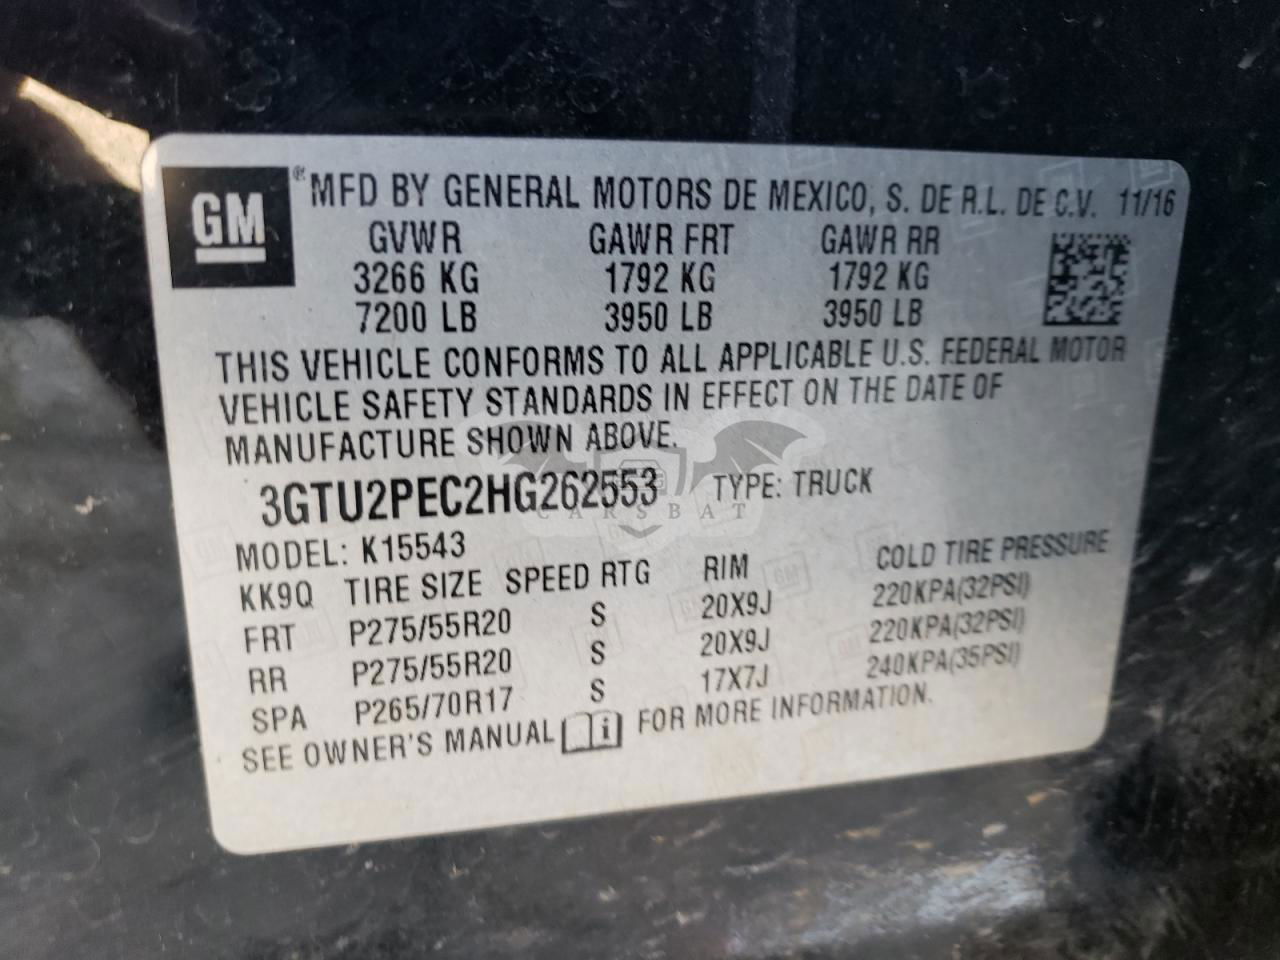 GM ® MFD BY GENERAL MOTORS DE MEXICO, S. DE R.L. DE C.V. 11/16
GVWR GAWR FRT GAWR RR
3266 KG 1792 KG 1792 KG
7200 LB 3950 LB 3950 LB
THIS VEHICLE CONFORMS TO ALL APPLICABLE U.S. FEDERAL MOTOR
VEHICLE SAFETY STANDARDS IN EFFECT ON THE DATE OF
MANUFACTURE SHOWN ABOVE.
3GTU2PEC2HG262553 TYPE: TRUCK
CARSBAT
MODEL: K15543
KK9Q TIRE SIZE SPEED RTG RIM COLD TIRE PRESSURE
FRT P275/55R20 S 20X9J 220KPA(32PSI)
RR P275/55R20 S 20X9J 220KPA(32PSI)
SPA P265/70R17 S 17X7J 240KPA(35PSI)
SEE OWNER'S MANUAL i FOR MORE INFORMATION.